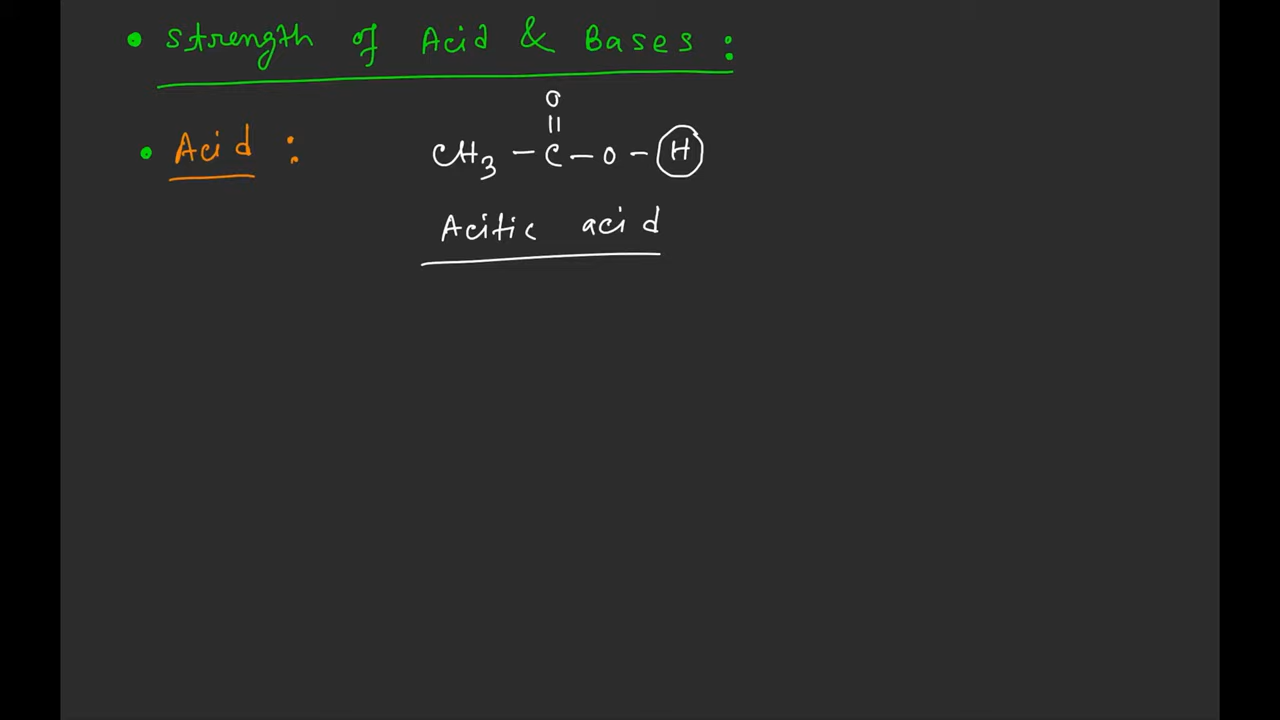 • Strength of Acid & Bases :
O
||
• Acid : CH3 - C - O - H
Acitic acid